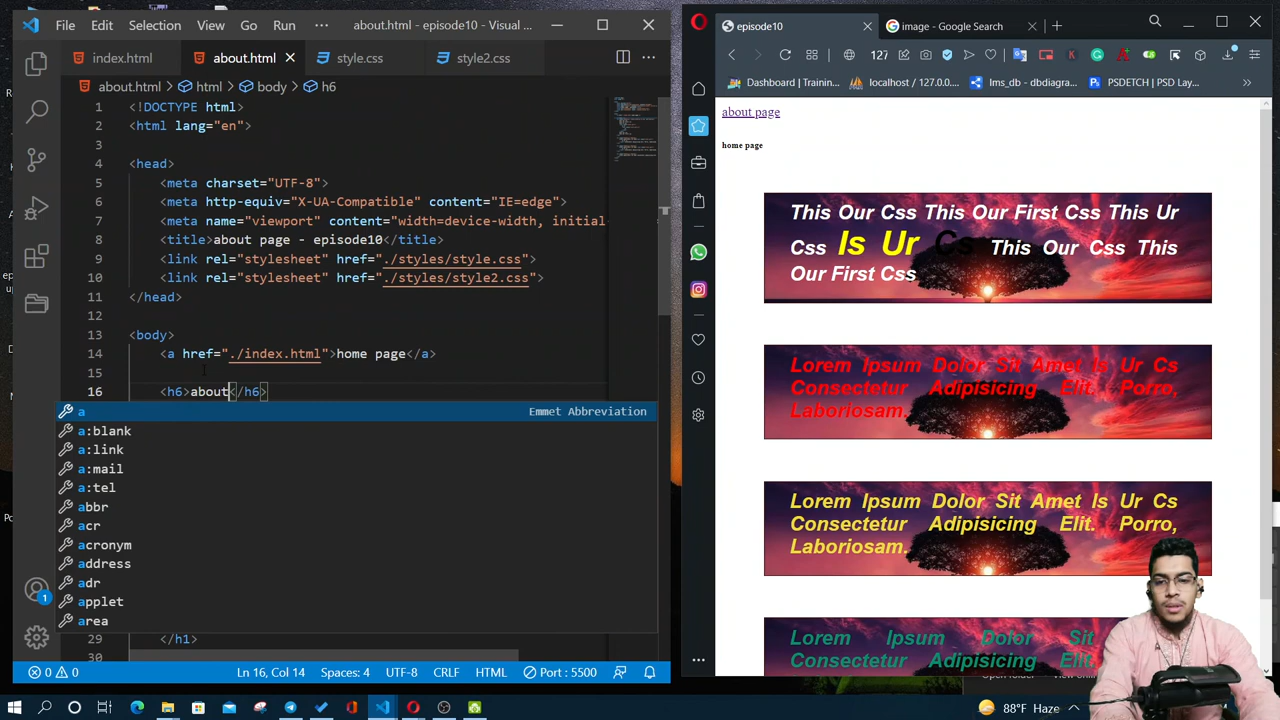 File Edit Selection View Go Run ··· about.html - episode10 - Visual ...
index.html about.html style.css style2.css ···
about.html > html > body > h6
1 <!DOCTYPE html>
2 <html lang="en">
3
4 <head>
5 <meta charset="UTF-8">
6 <meta http-equiv="X-UA-Compatible" content="IE=edge">
7 <meta name="viewport" content="width=device-width, initial-
8 <title>about page - episode10</title>
9 <link rel="stylesheet" href="./styles/style.css">
10 <link rel="stylesheet" href="./styles/style2.css">
11 </head>
12
13 <body>
14 <a href="./index.html">home page</a>
15
16 <h6>about</h6>
a Emmet Abbreviation
a:blank
a:link
a:mail
a:tel
abbr
acr
acronym
address
adr
applet
area
29 </h1>
30
1
0 0 Ln 16, Col 14 Spaces: 4 UTF-8 CRLF HTML Port : 5500
episode10 image - Google Search
127
Dashboard | Train... localhost / 127.0.0.... lms_db - dbdiagra... PSDETCH | PSD Lay...
about page
home page
This Our Css This Our First Css This Ur
Css Is Ur Cs This Our Css This
Our First Css
Lorem Ipsum Dolor Sit Amet Is Ur Cs
Consectetur Adipisicing Elit. Porro,
Laboriosam.
Lorem Ipsum Dolor Sit Amet Is Ur Cs
Consectetur Adipisicing Elit. Porro,
Laboriosam.
Lorem Ipsum Dolor Sit
Consectetur Adipisicing Elit.
88°F Haze